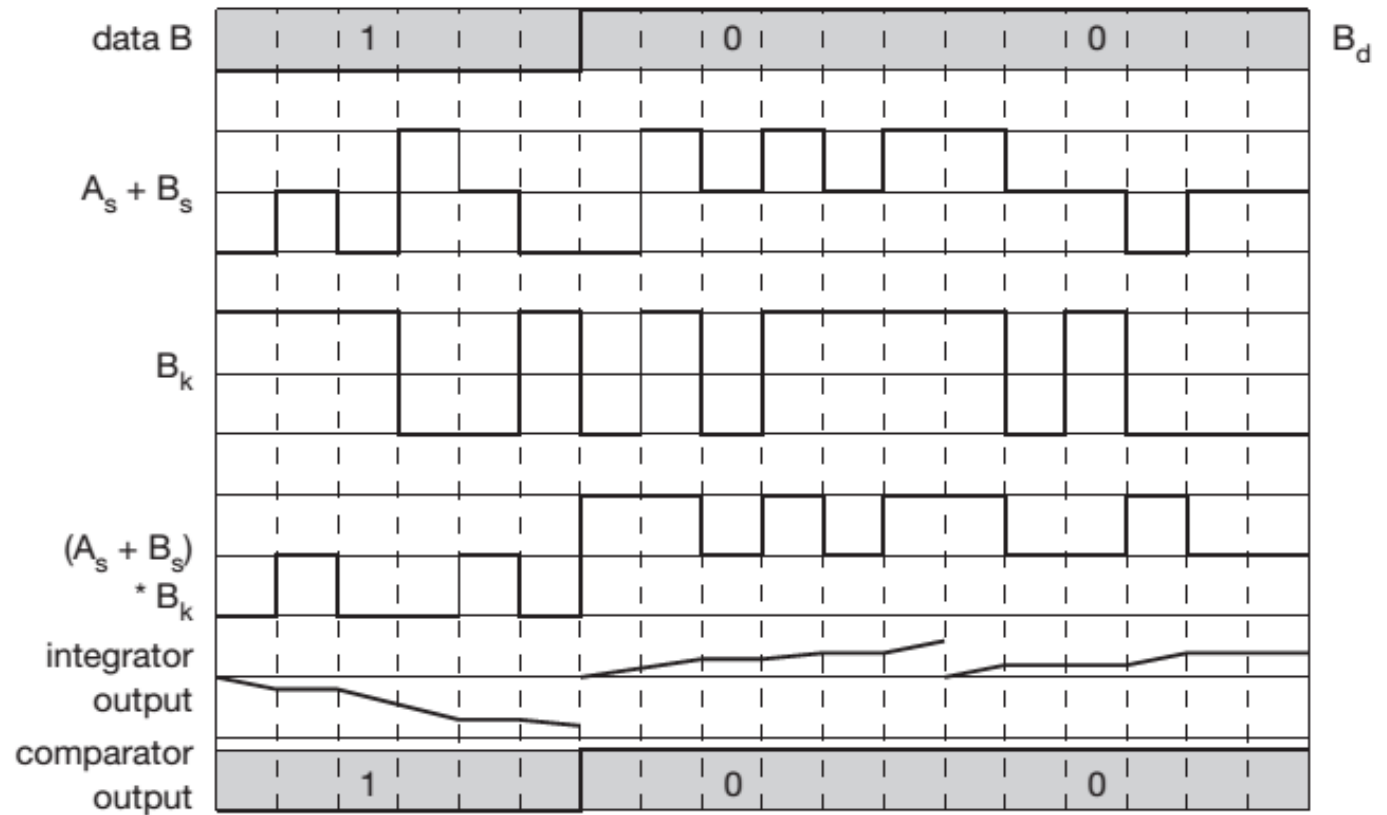 data B 1 0 0 B_d
A_s + B_s
B_k
(A_s + B_s)
* B_k
integrator
output
comparator
output 1 0 0